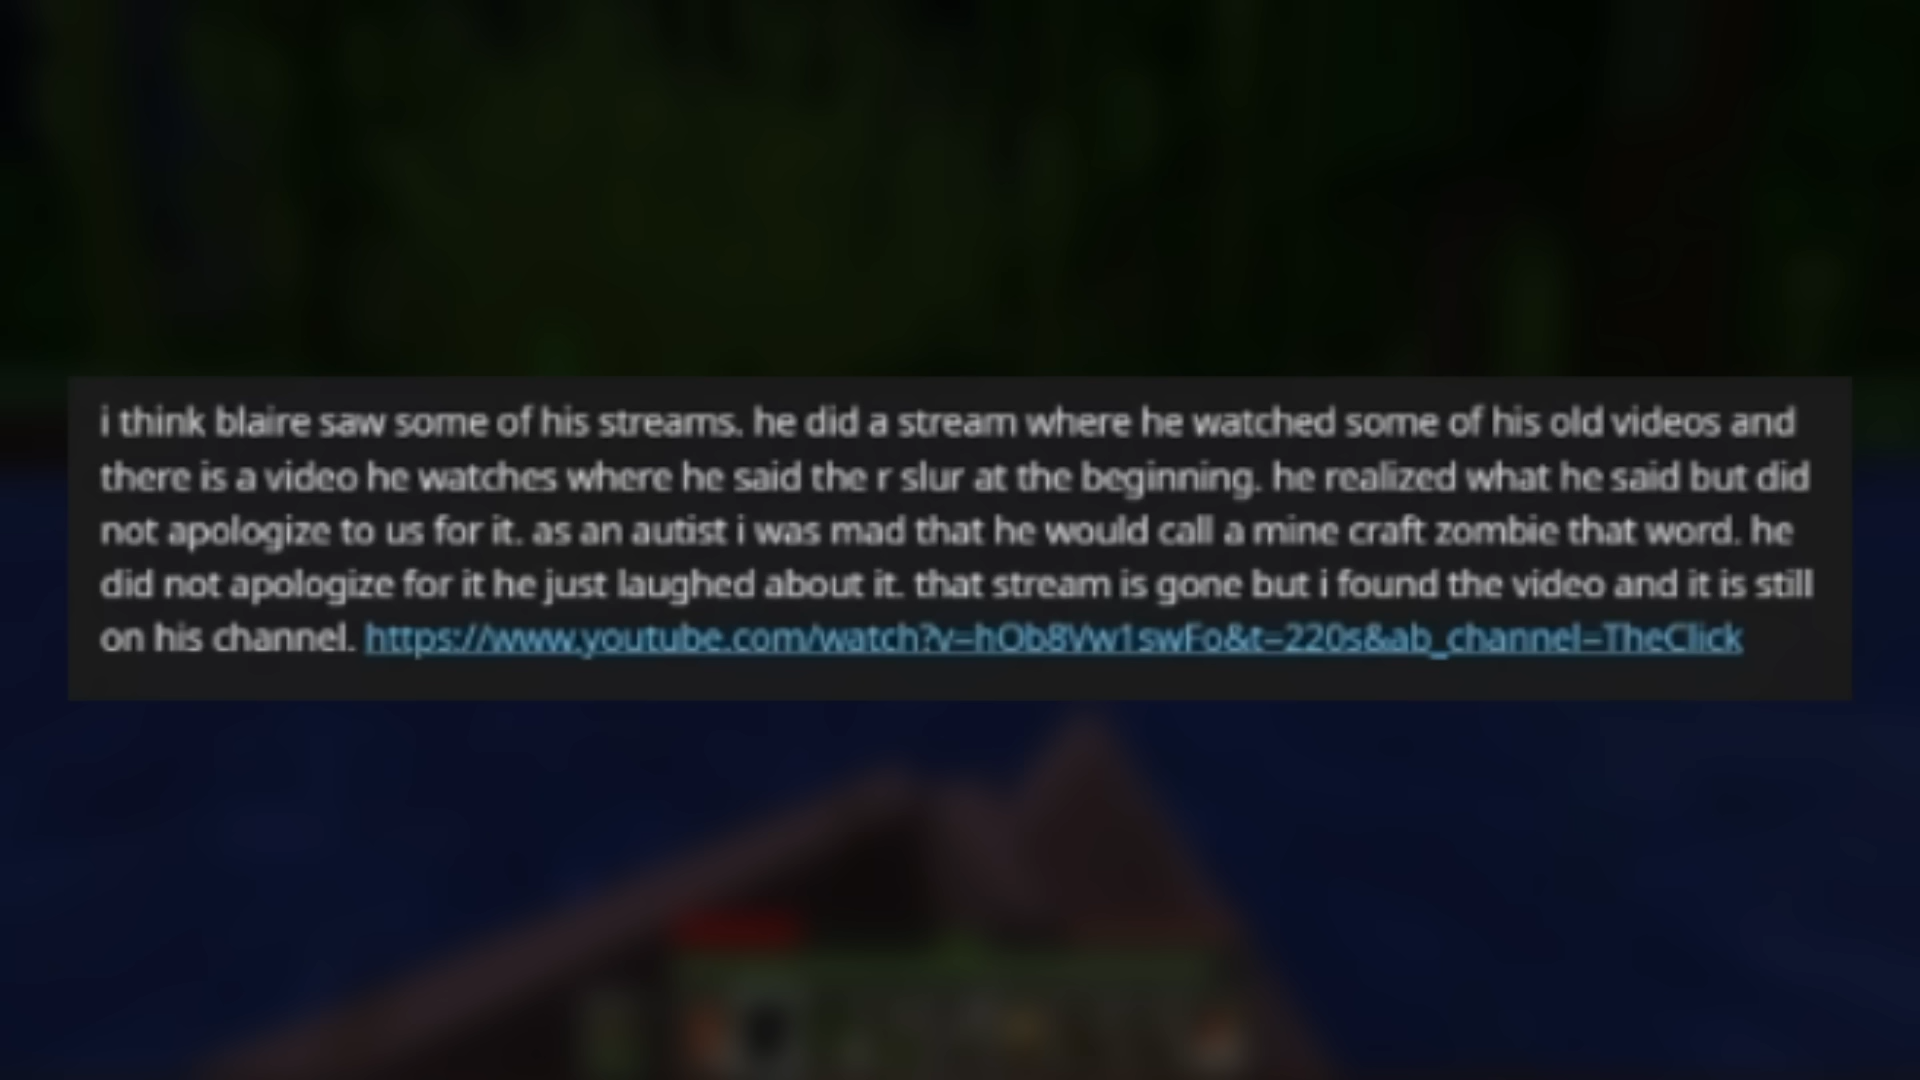 i think blaire saw some of his streams. he did a stream where he watched some of his old videos and
there is a video he watches where he said the r slur at the beginning. he realized what he said but did
not apologize to us for it. as an autist i was mad that he would call a mine craft zombie that word. he
did not apologize for it he just laughed about it. that stream is gone but i found the video and it is still
on his channel. https://www.youtube.com/watch?v=hOb8Vw1swFo&t=220s&ab_channel=TheClick